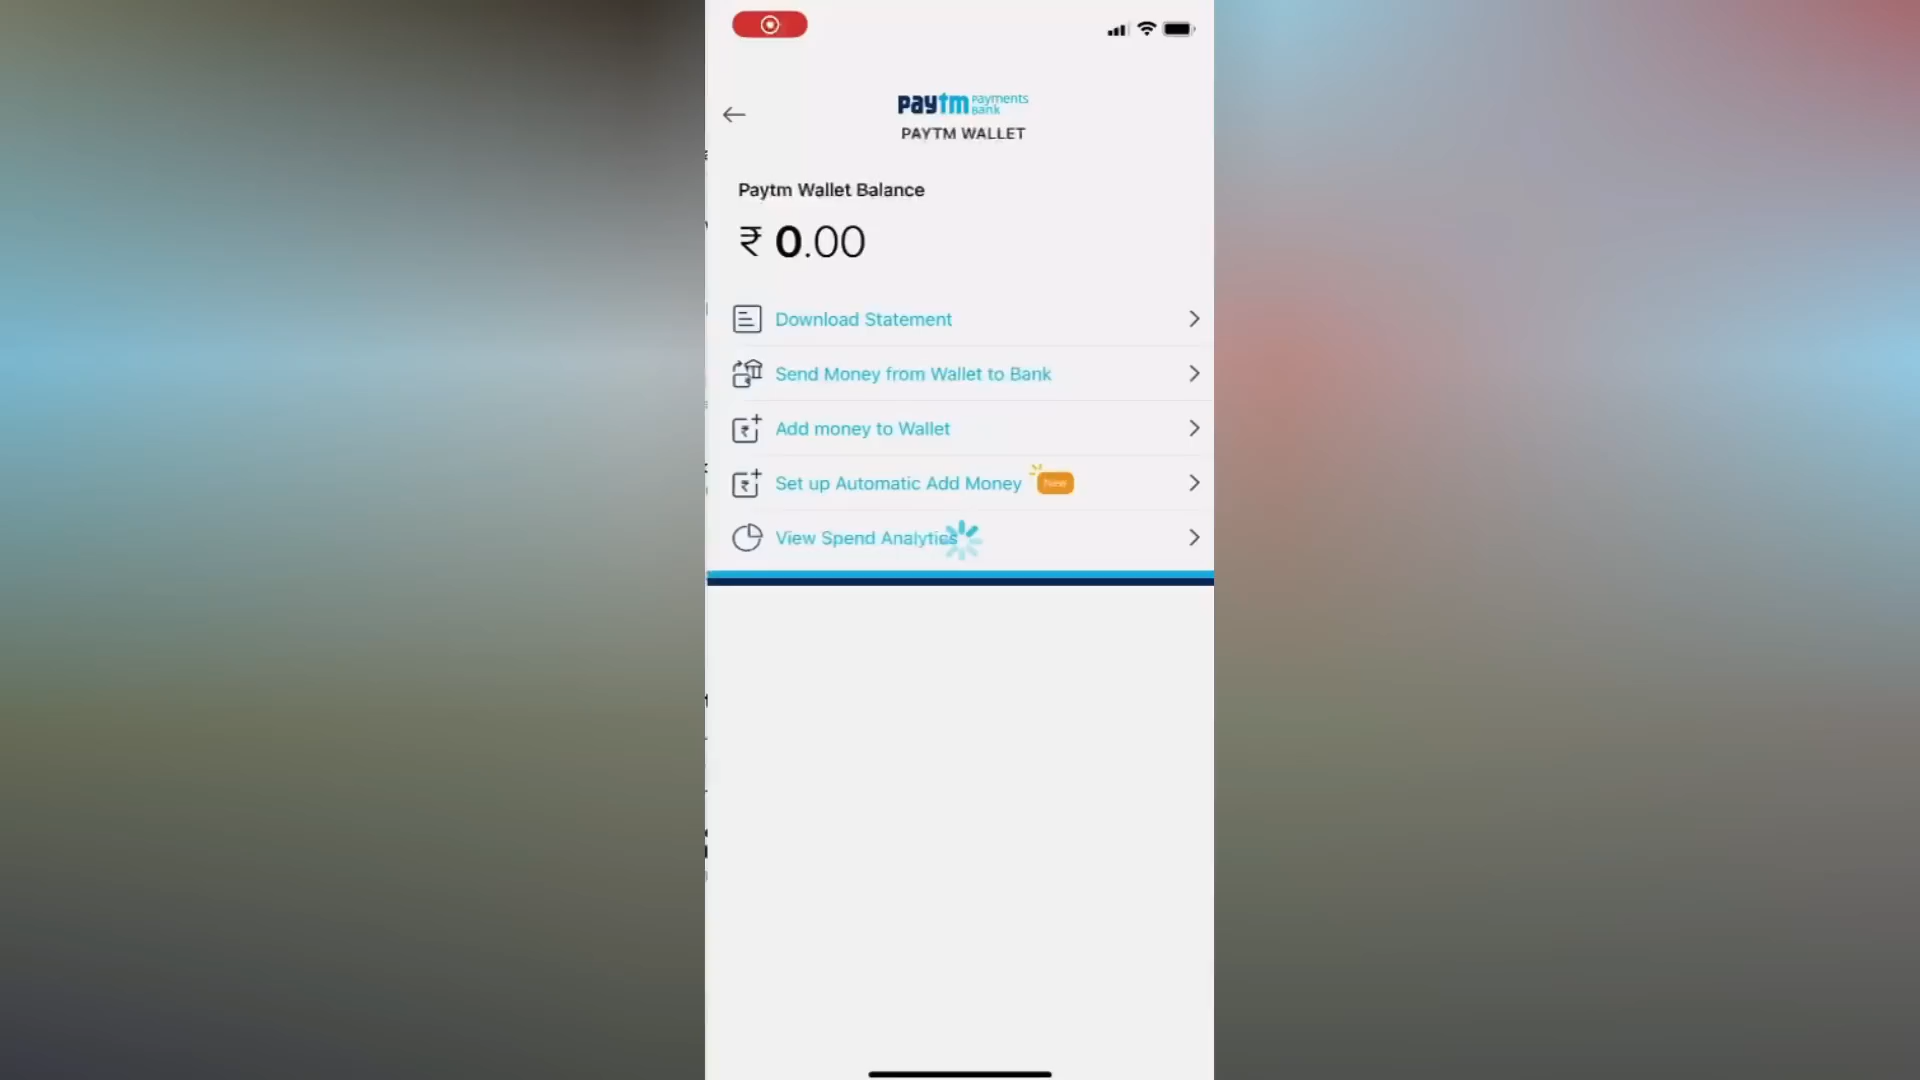 paytm Payments Bank
PAYTM WALLET
Paytm Wallet Balance
₹ 0.00
Download Statement
Send Money from Wallet to Bank
Add money to Wallet
Set up Automatic Add Money New
View Spend Analytics